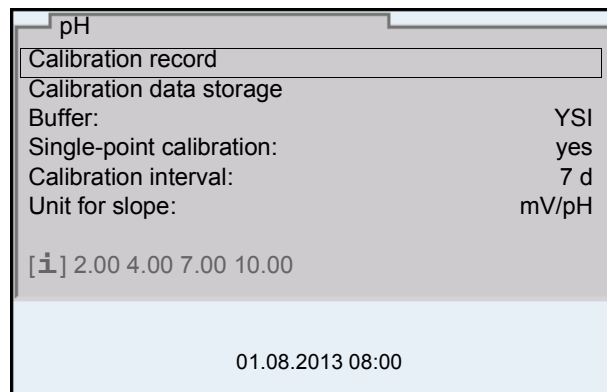 pH
Calibration record
Calibration data storage
Buffer: YSI
Single-point calibration: yes
Calibration interval: 7 d
Unit for slope: mV/pH
[i] 2.00 4.00 7.00 10.00
01.08.2013 08:00